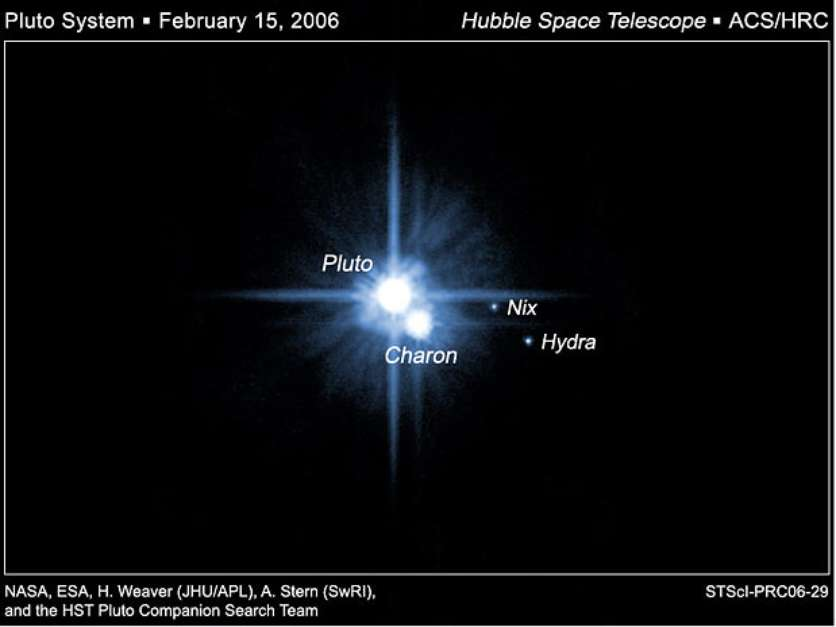 Pluto System ▪ February 15, 2006
Hubble Space Telescope ▪ ACS/HRC
Pluto
Nix
Hydra
Charon
NASA, ESA, H. Weaver (JHU/APL), A. Stern (SwRI),
and the HST Pluto Companion Search Team
STScI-PRC06-29